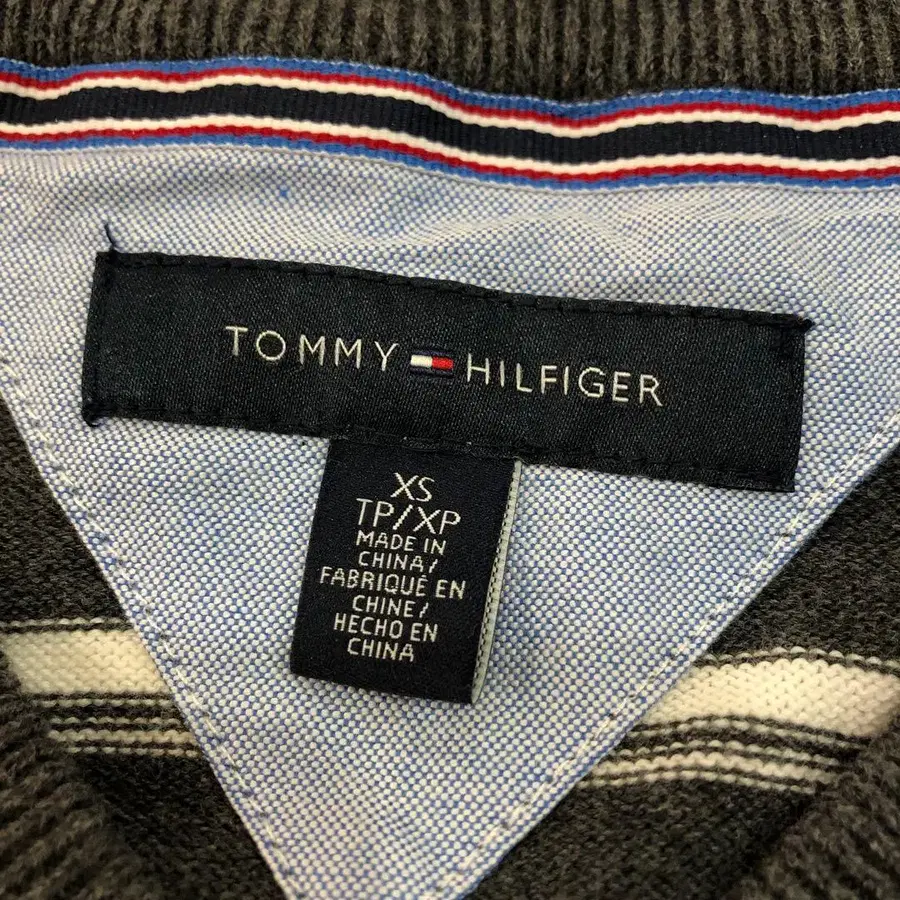 TOMMY HILFIGER
XS
TP/XP
MADE IN
CHINA/
FABRIQUÉ EN
CHINE/
HECHO EN
CHINA